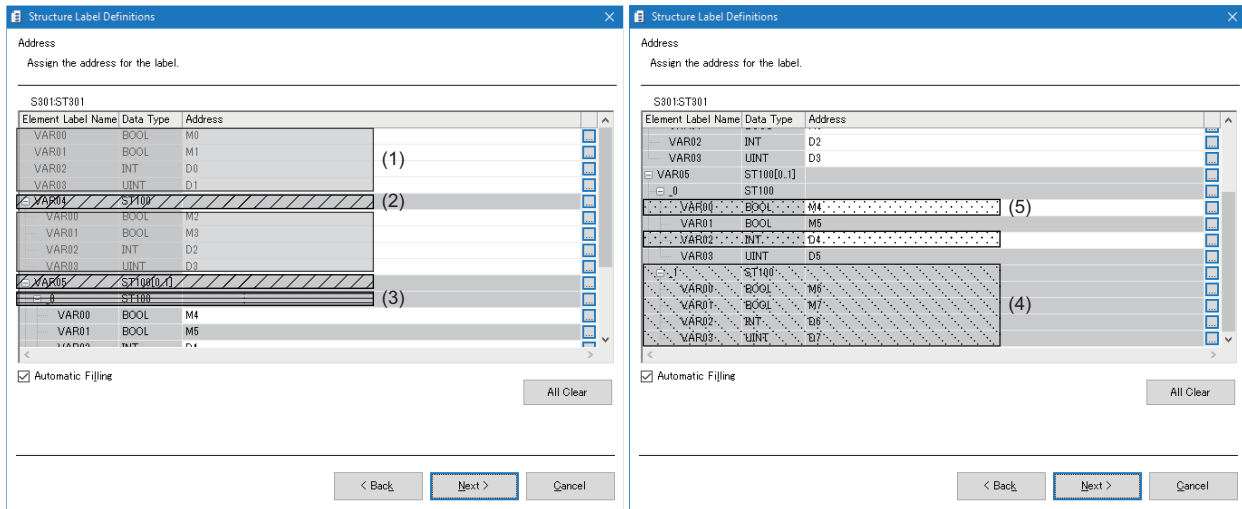 Structure Label Definitions
Address
Assign the address for the label.
S301:ST301
Element Label Name Data Type Address
VAR00 BOOL M0
VAR01 BOOL M1
VAR02 INT D0
VAR03 UINT D1
(1)
VAR04 ST100
(2)
VAR00 BOOL M2
VAR01 BOOL M3
VAR02 INT D2
VAR03 UINT D3
VAR05 ST100[0..1]
_0 ST100
(3)
VAR00 BOOL M4
VAR01 BOOL M5
VAR02 INT D4
Automatic Filling
All Clear
< Back
Next >
Cancel
Structure Label Definitions
Address
Assign the address for the label.
S301:ST301
Element Label Name Data Type Address
VAR02 INT D2
VAR03 UINT D3
VAR05 ST100[0..1]
_0 ST100
VAR00 BOOL M4
(5)
VAR01 BOOL M5
VAR02 INT D4
VAR03 UINT D5
_1 ST100
VAR00 BOOL M6
VAR01 BOOL M7
(4)
VAR02 INT D6
VAR03 UINT D7
Automatic Filling
All Clear
< Back
Next >
Cancel